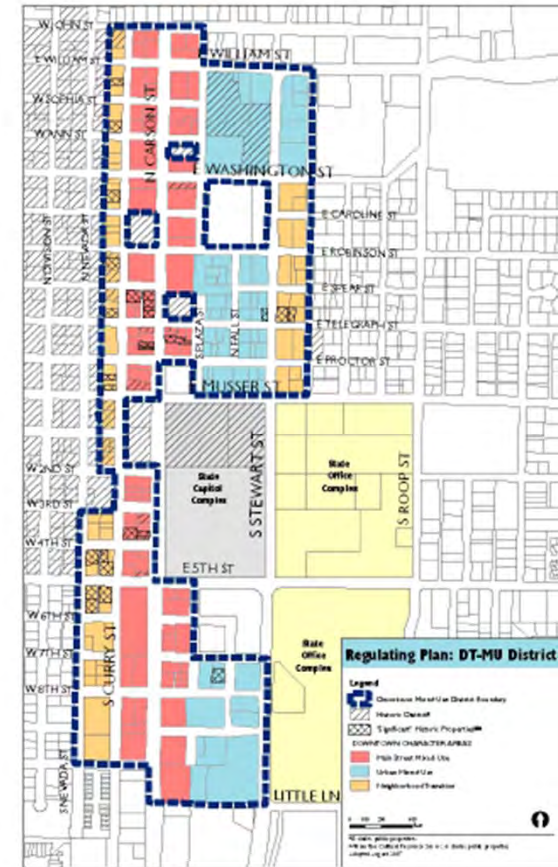 W. JOHN ST
E WILLIAM ST
E WILLIAM ST
W SOPHIA ST
W ANN ST
N CARSON ST
E WASHINGTON ST
N DIVISION ST
N NEVADA ST
E CAROLINE ST
E ROBINSON ST
E SPEAR ST
E TELEGRAPH ST
E PROCTOR ST
S PLAZA ST
N FALL ST
E MUSSER ST
W 2ND ST
W 3RD ST
W 4TH ST
State
Capitol
Complex
S STEWART ST
State
Office
Complex
S ROOP ST
E 5TH ST
W 6TH ST
W 7TH ST
W 8TH ST
S CURRY ST
S NEVADA ST
State
Office
Complex
LITTLE LN
Regulating Plan: DT-MU District
Legend
Downtown Mixed-Use District Boundary
Historic District*
"Significant" Historic Properties**
DOWNTOWN CHARACTER AREAS
Main Street Mixed-Use
Urban Mixed-Use
Neighborhood Transition